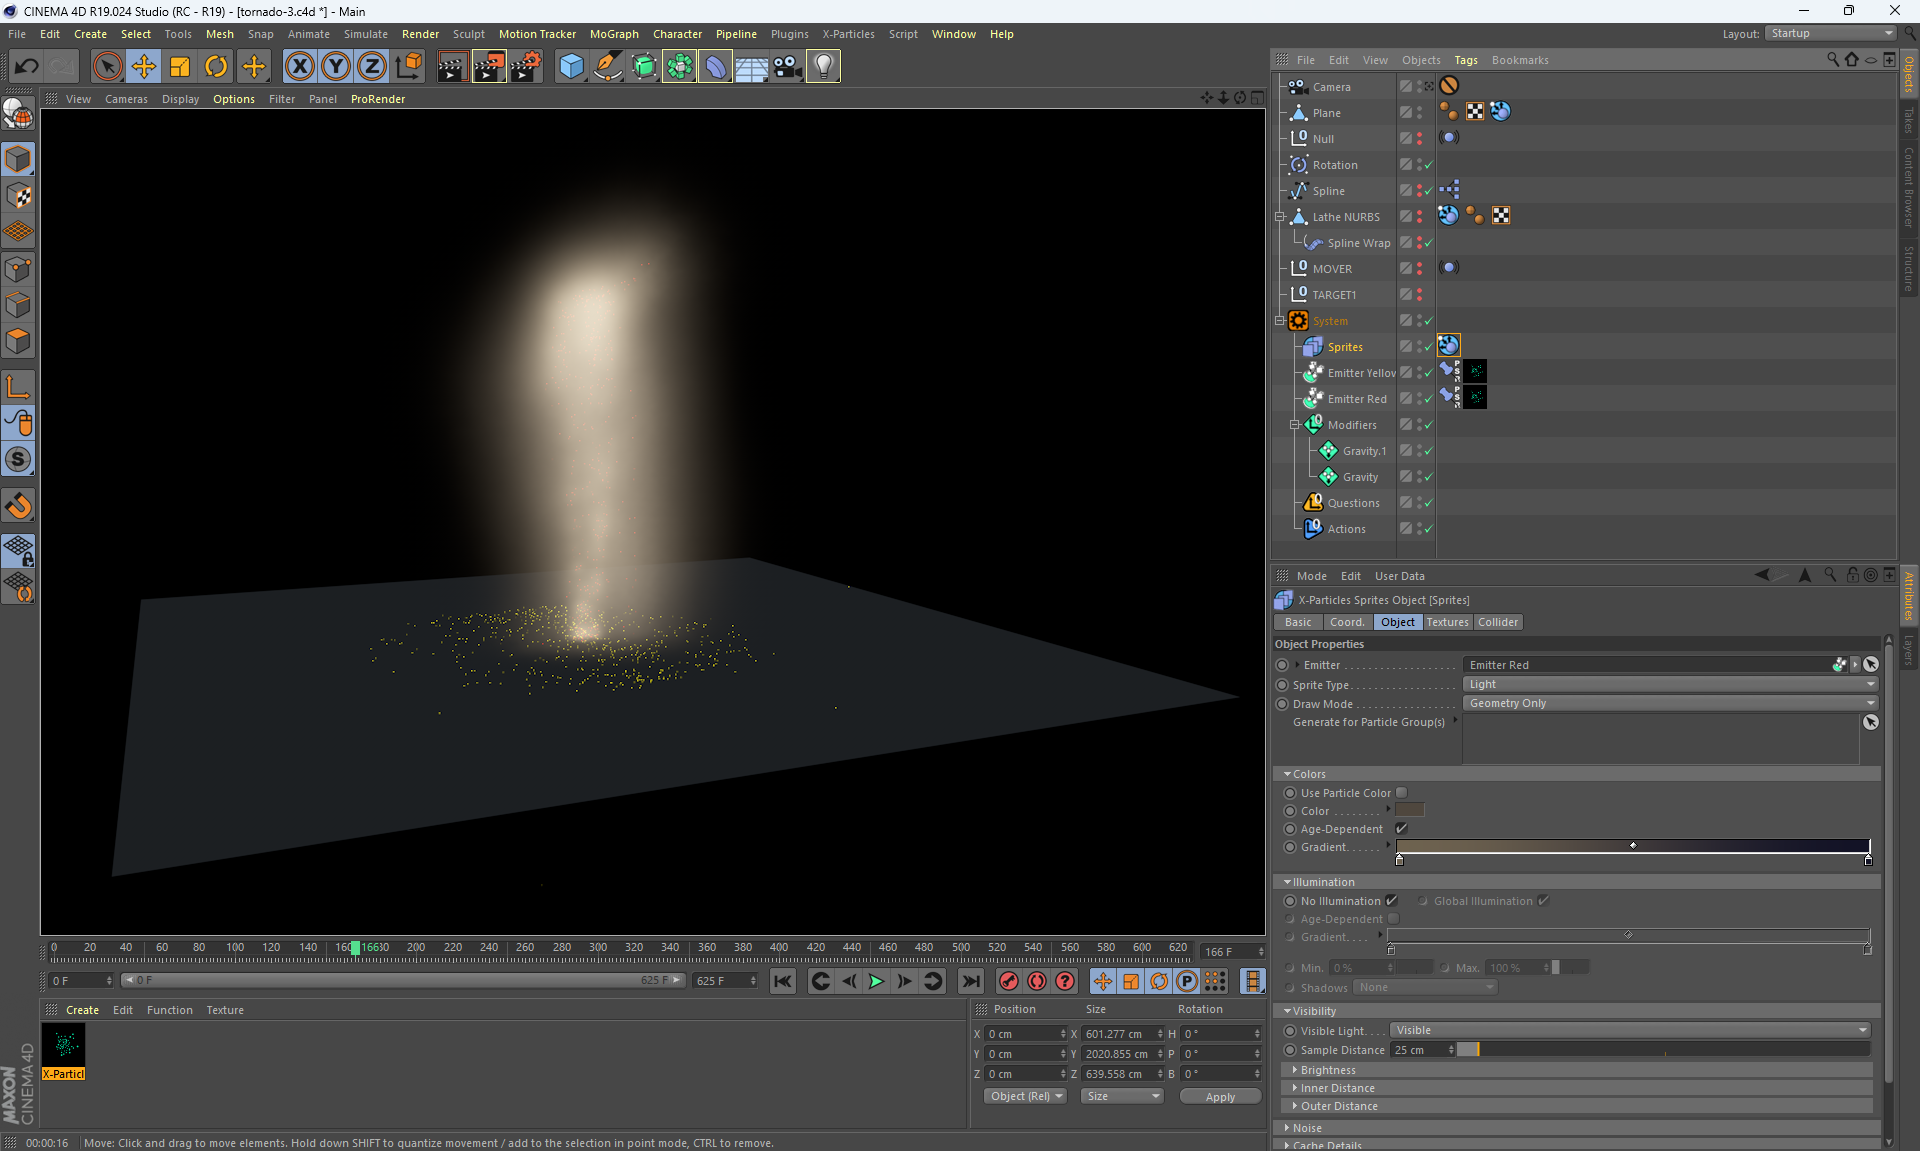 CINEMA 4D R19.024 Studio (RC - R19) - [tornado-3.c4d *] - Main
File Edit Create Select Tools Mesh Snap Animate Simulate Render Sculpt Motion Tracker MoGraph Character Pipeline Plugins X-Particles Script Window Help
Layout: Startup
File Edit View Objects Tags Bookmarks
View Cameras Display Options Filter Panel ProRender
Camera
Plane
Null
Rotation
Spline
Lathe NURBS
Spline Wrap
MOVER
TARGET1
System
Sprites
Emitter Yellov
Emitter Red
Modifiers
Gravity.1
Gravity
Questions
Actions
Objects
Takes
Content Browser
Structure
Mode Edit User Data
X-Particles Sprites Object [Sprites]
Basic Coord. Object Textures Collider
Object Properties
Emitter Emitter Red
Sprite Type Light
Draw Mode Geometry Only
Generate for Particle Group(s)
Colors
Use Particle Color
Color
Age-Dependent
Gradient
Illumination
No Illumination Global Illumination
Age-Dependent
Gradient
Min. 0 % Max. 100 %
Shadows None
Visibility
Visible Light Visible
Sample Distance 25 cm
Brightness
Inner Distance
Outer Distance
Noise
Cache Details
Attributes
Layers
0 20 40 60 80 100 120 140 160 16630 200 220 240 260 280 300 320 340 360 380 400 420 440 460 480 500 520 540 560 580 600 620
166 F
0 F 0 F 625 F 625 F
Create Edit Function Texture
X-Particl
Position Size Rotation
X 0 cm X 601.277 cm H 0 °
Y 0 cm Y 2020.855 cm P 0 °
Z 0 cm Z 639.558 cm B 0 °
Object (Rel) Size Apply
MAXON
CINEMA 4D
00:00:16 Move: Click and drag to move elements. Hold down SHIFT to quantize movement / add to the selection in point mode, CTRL to remove.